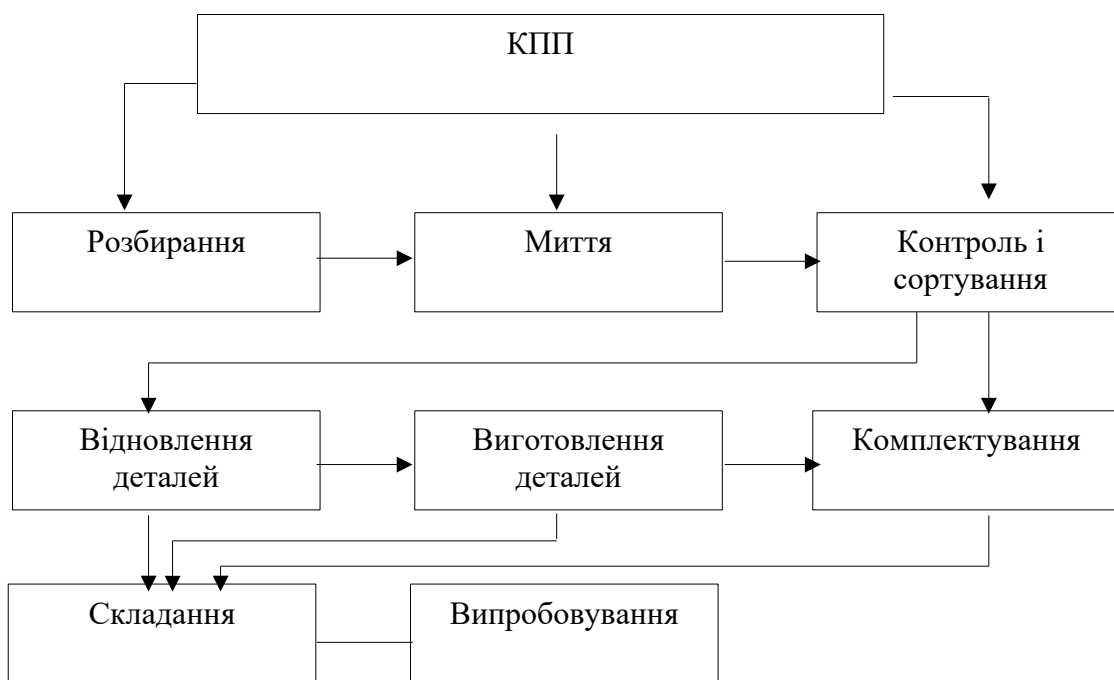 КПП
Розбирання
Миття
Контроль і
сортування
Відновлення
деталей
Виготовлення
деталей
Комплектування
Складання
Випробовування